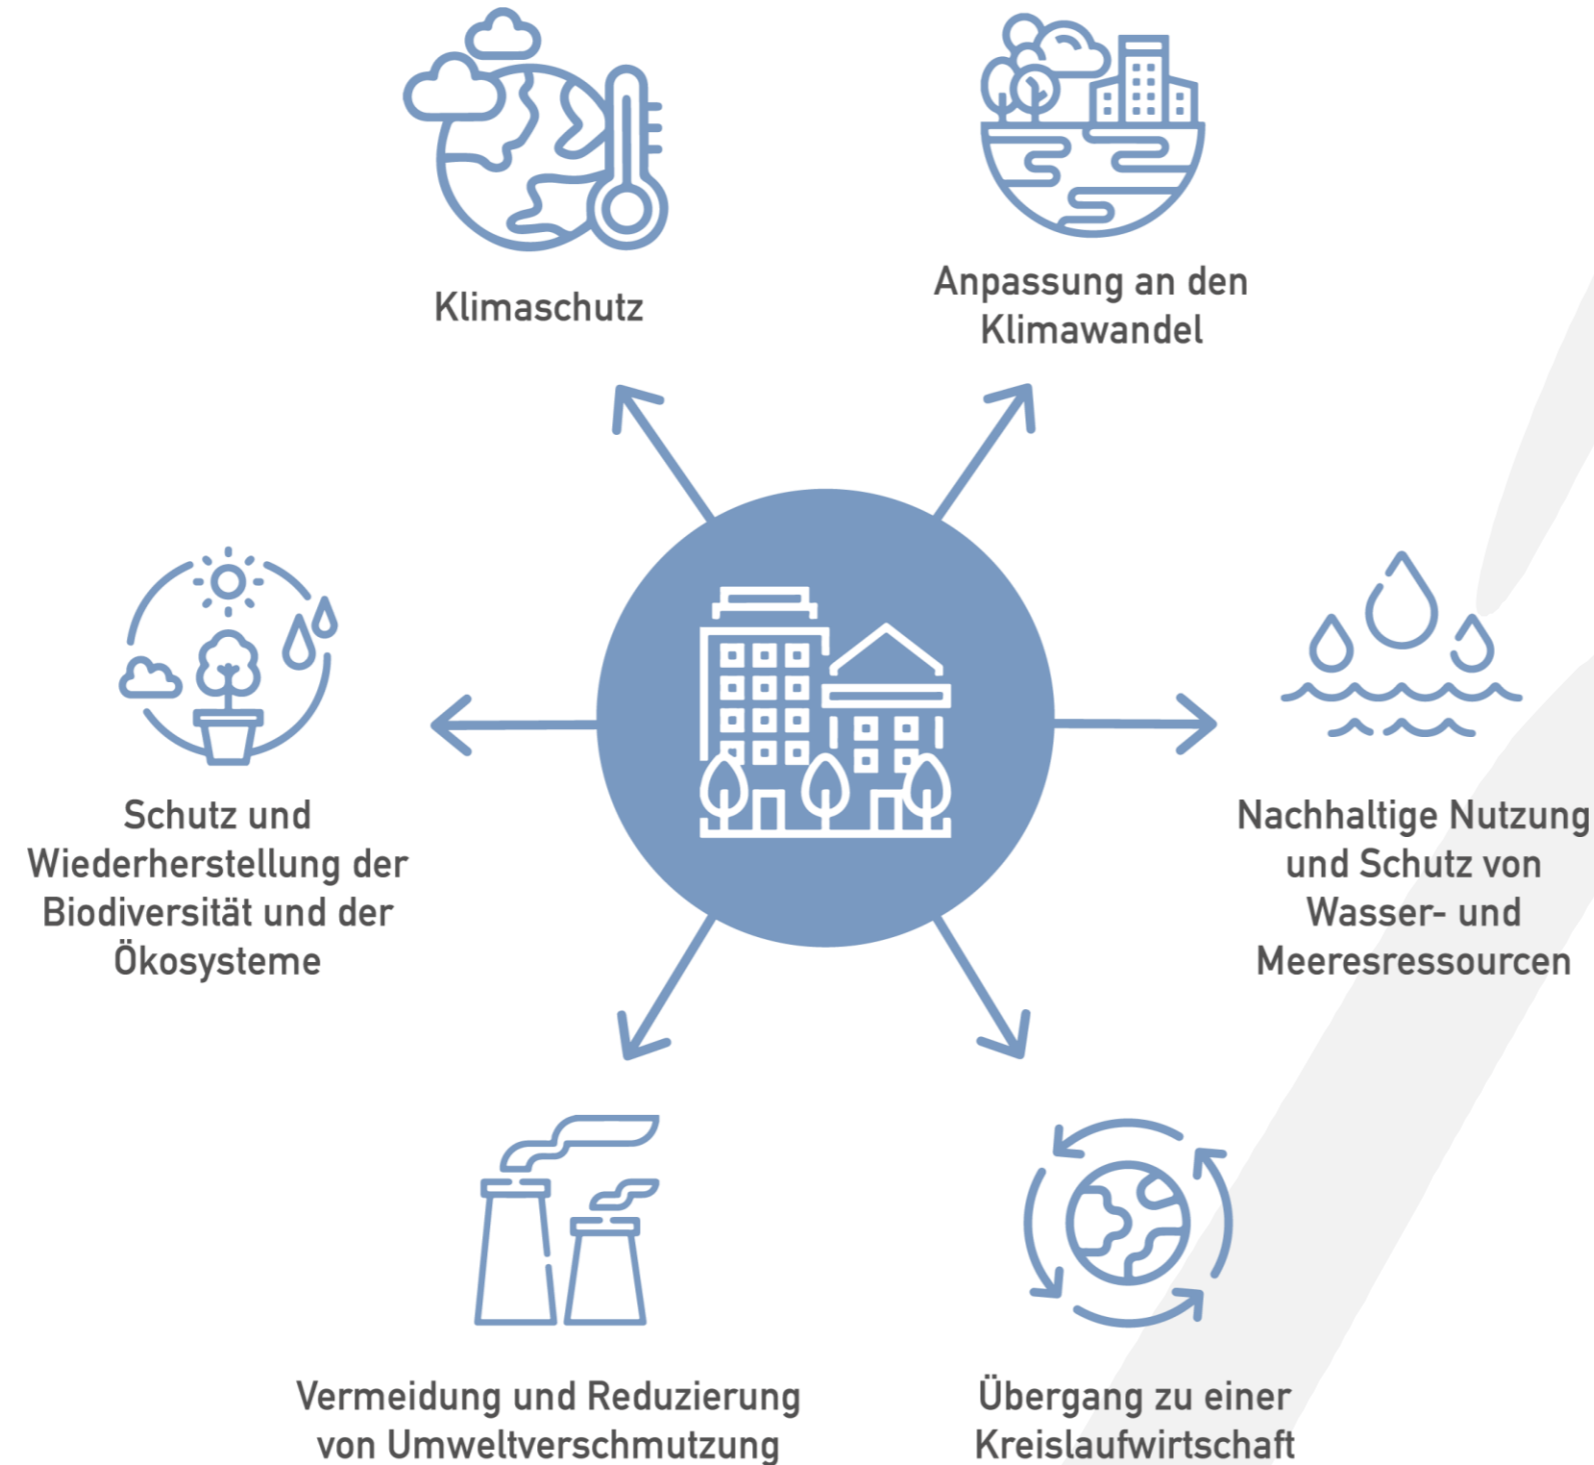 Klimaschutz
Anpassung an den
Klimawandel
Schutz und
Wiederherstellung der
Biodiversität und der
Ökosysteme
Nachhaltige Nutzung
und Schutz von
Wasser- und
Meeresressourcen
Vermeidung und Reduzierung
von Umweltverschmutzung
Übergang zu einer
Kreislaufwirtschaft